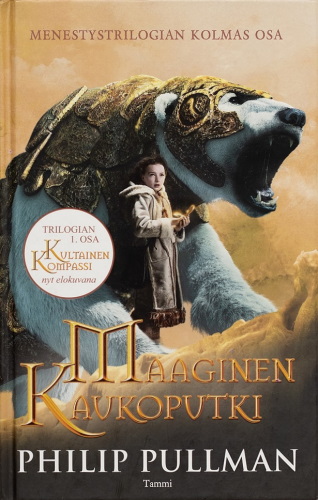 MENESTYSTRILOGIAN KOLMAS OSA
TRILOGIAN
1. OSA
KULTAINEN
KOMPASSI
nyt elokuvana
MAAGINEN
KAUKOPUTKI
PHILIP PULLMAN
Tammi